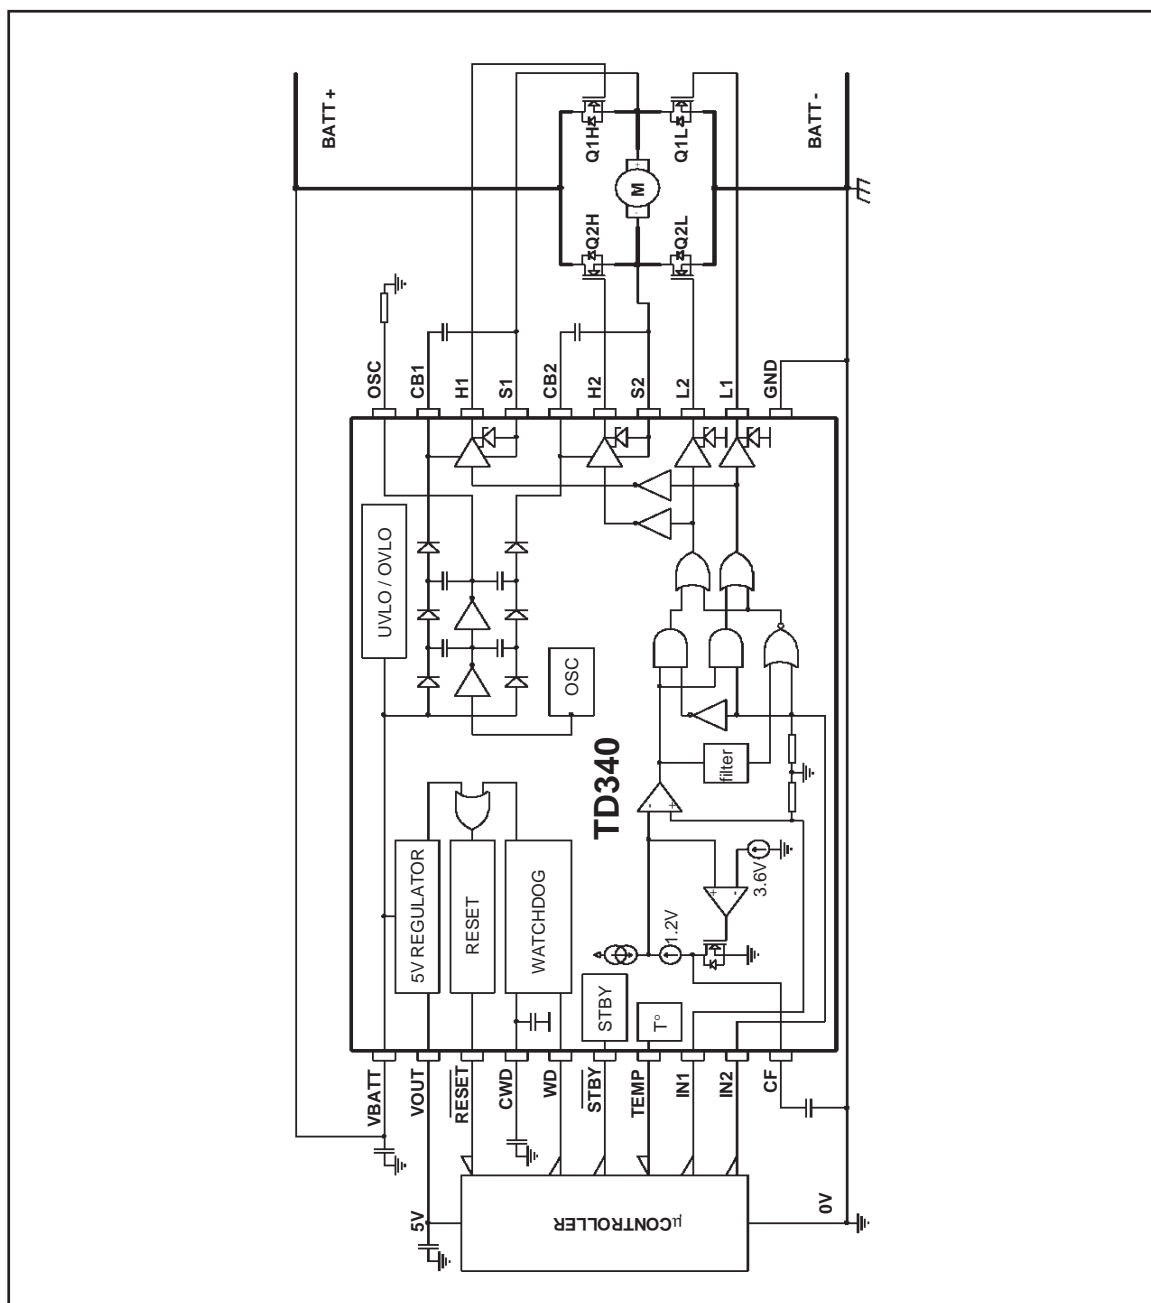 BATT +
BATT -
Q1H
Q1L
M
+
-
Q2H
Q2L
OSC
CB1
H1
S1
CB2
H2
S2
L2
L1
GND
UVLO / OVLO
OSC
TD340
filter
-
+
5V REGULATOR
RESET
WATCHDOG
STBY
T°
1.2V
3.6V
+
-
VBATT
VOUT
RESET
CWD
WD
STBY
TEMP
IN1
IN2
CF
5V
µCONTROLLER
0V